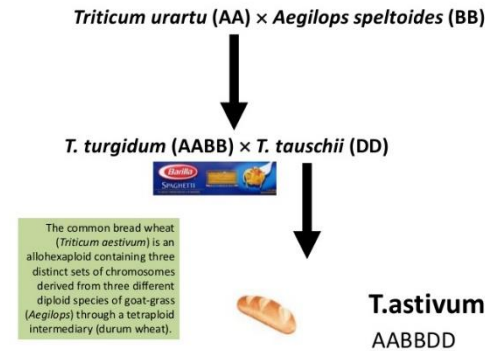 Triticum urartu (AA) × Aegilops speltoides (BB)
T. turgidum (AABB) × T. tauschii (DD)
Barilla
SPAGHETTI
The common bread wheat
(Triticum aestivum) is an
allohexaploid containing three
distinct sets of chromosomes
derived from three different
diploid species of goat-grass
(Aegilops) through a tetraploid
intermediary (durum wheat).
T.astivum
AABBDD